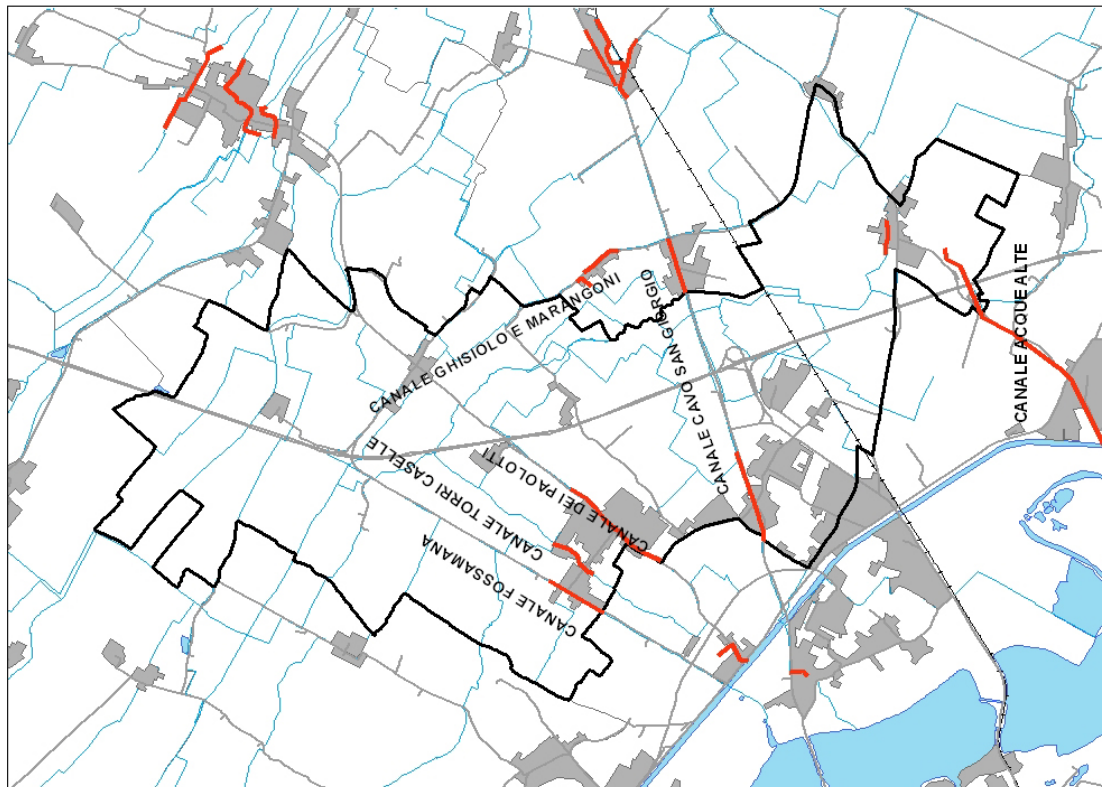 CANALE GHISIOLO E MARANGONI
CANALE CAVO SAN GIORGIO
CANALE ACQUE ALTE
CANALE DEI PAOLOTTI
CANALE TORRI CASELLE
CANALE FOSSAMANA